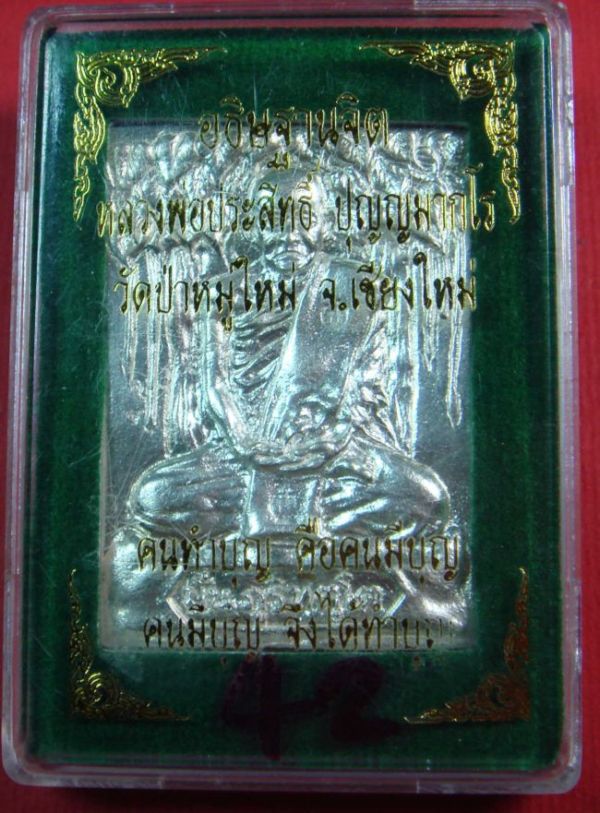 อธิษฐานจิต
หลวงพ่อประสิทธิ์ ปุญฺญมากโร
วัดป่าหมู่ใหม่ จ.เชียงใหม่
คนทำบุญ คือคนมีบุญ
คนมีบุญ จึงได้ทำบุญ
42